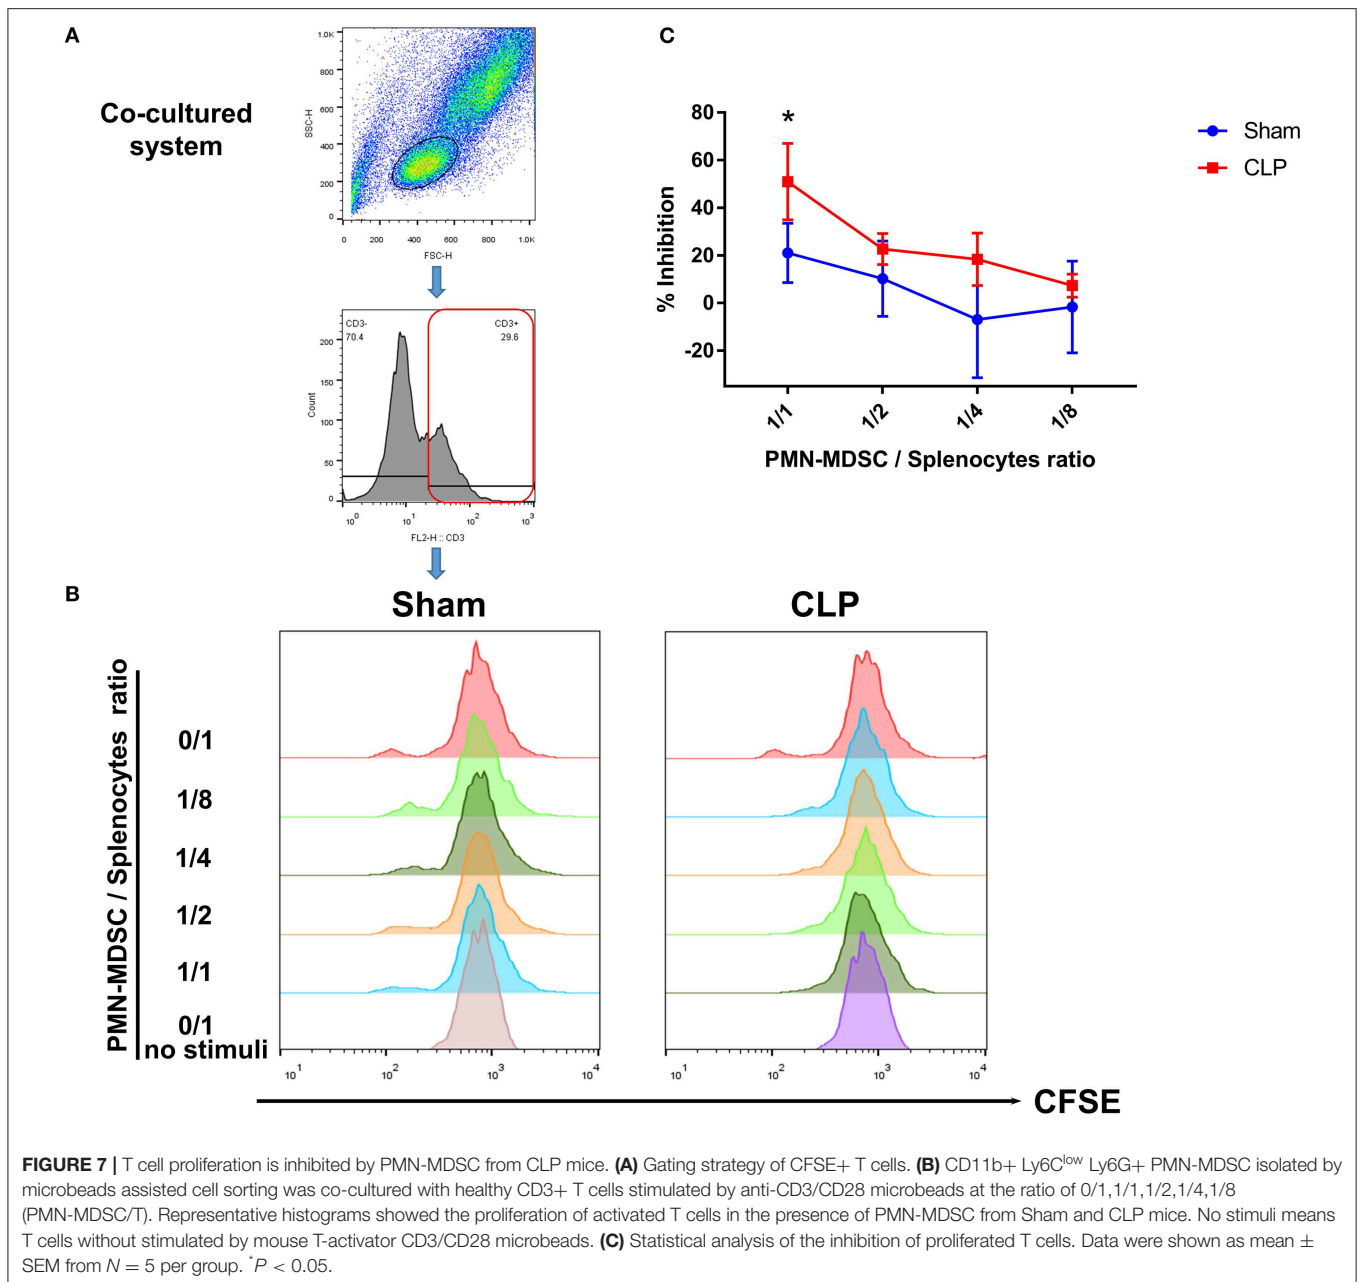 A
Co-cultured
system
1.0K
800
600
400
200
0
SSC-H
0 200 400 600 800 1.0K
FSC-H
CD3-
70.4
CD3+
29.6
200
150
100
50
0
Count
10^0 10^1 10^2 10^3
FL2-H :: CD3
C
80
60
40
20
0
-20
% Inhibition
*
1/1 1/2 1/4 1/8
PMN-MDSC / Splenocytes ratio
Sham
CLP
B
Sham CLP
PMN-MDSC / Splenocytes ratio
0/1
1/8
1/4
1/2
1/1
0/1
no stimuli
10^1 10^2 10^3 10^4
10^1 10^2 10^3 10^4
CFSE
FIGURE 7 | T cell proliferation is inhibited by PMN-MDSC from CLP mice. (A) Gating strategy of CFSE+ T cells. (B) CD11b+ Ly6C^low Ly6G+ PMN-MDSC isolated by
microbeads assisted cell sorting was co-cultured with healthy CD3+ T cells stimulated by anti-CD3/CD28 microbeads at the ratio of 0/1,1/1,1/2,1/4,1/8
(PMN-MDSC/T). Representative histograms showed the proliferation of activated T cells in the presence of PMN-MDSC from Sham and CLP mice. No stimuli means
T cells without stimulated by mouse T-activator CD3/CD28 microbeads. (C) Statistical analysis of the inhibition of proliferated T cells. Data were shown as mean ±
SEM from N = 5 per group. *P < 0.05.